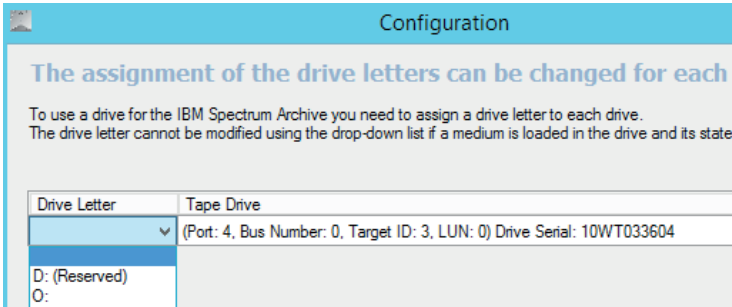 Configuration
The assignment of the drive letters can be changed for each
To use a drive for the IBM Spectrum Archive you need to assign a drive letter to each drive.
The drive letter cannot be modified using the drop-down list if a medium is loaded in the drive and its state
Drive Letter Tape Drive
(Port: 4, Bus Number: 0, Target ID: 3, LUN: 0) Drive Serial: 10WT033604
D: (Reserved)
O: